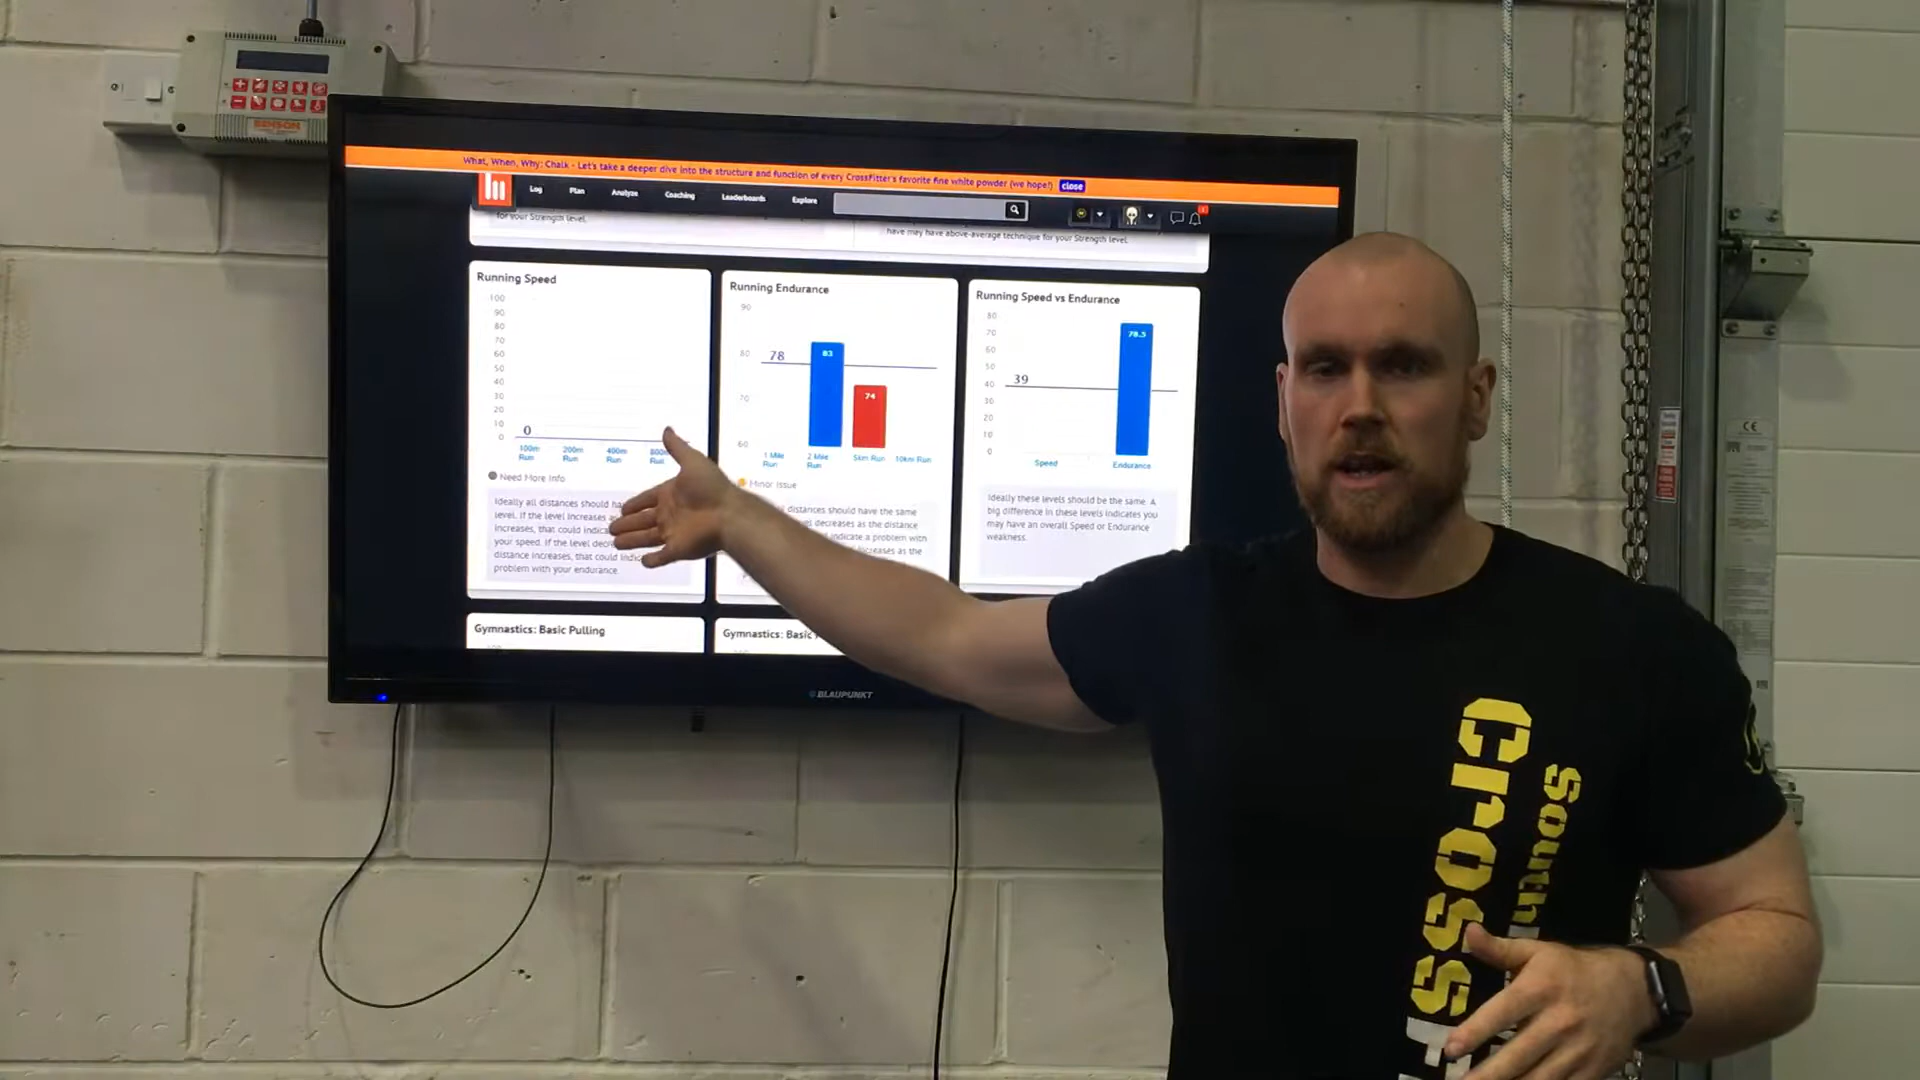 BENSON
What, When, Why: Chalk - Let's take a deeper dive into the structure and function of every CrossFitter's favorite fine white powder (we hope!) close
Log Plan Analyze Coaching Leaderboards Explore
for your Strength level.
have may have above-average technique for your Strength level.
Running Speed
100
90
80
70
60
50
40
30
20
10
0
0
100m Run
200m Run
400m Run
800m Run
Need More Info
Ideally all distances should
level. If the level increases
increases, that could
your speed. If the level
distance increases, that could
problem with your endurance.
Running Endurance
90
80
70
60
78
83
74
1 Mile Run
2 Mile Run
5km Run
10km Run
Minor Issue
distances should have the same
decreases as the distance
indicate a problem with
increases as the
Running Speed vs Endurance
80
70
60
50
40
30
20
10
0
39
78.5
Speed
Endurance
Ideally these levels should be the same. A
big difference in these levels indicates you
may have an overall Speed or Endurance
weakness.
Gymnastics: Basic Pulling
Gymnastics: Basic
BLAUPUNKT
CE